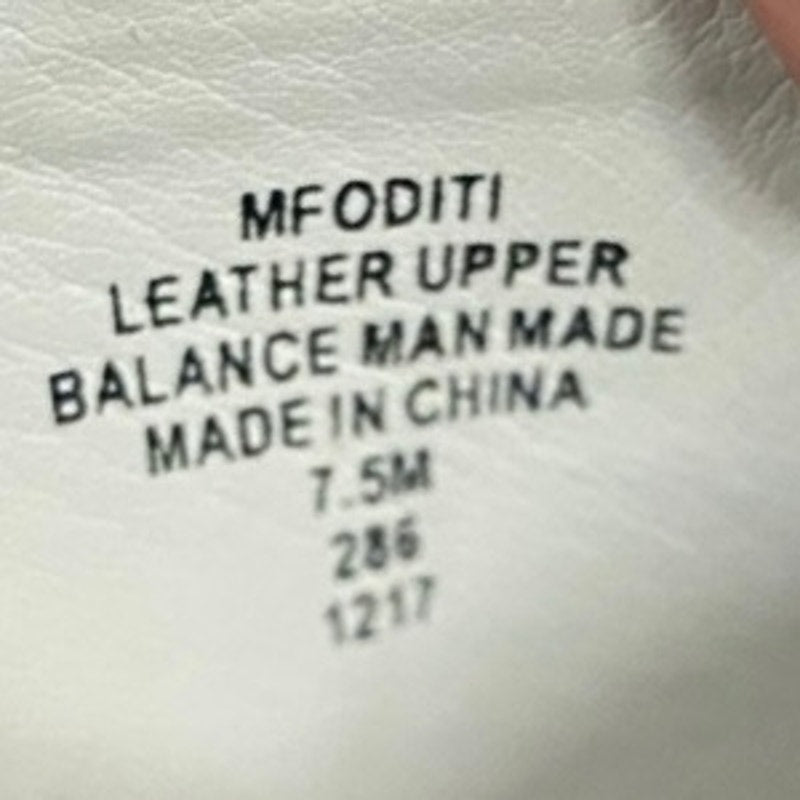 MFODITI
LEATHER UPPER
BALANCE MAN MADE
MADE IN CHINA
7.5M
286
1217